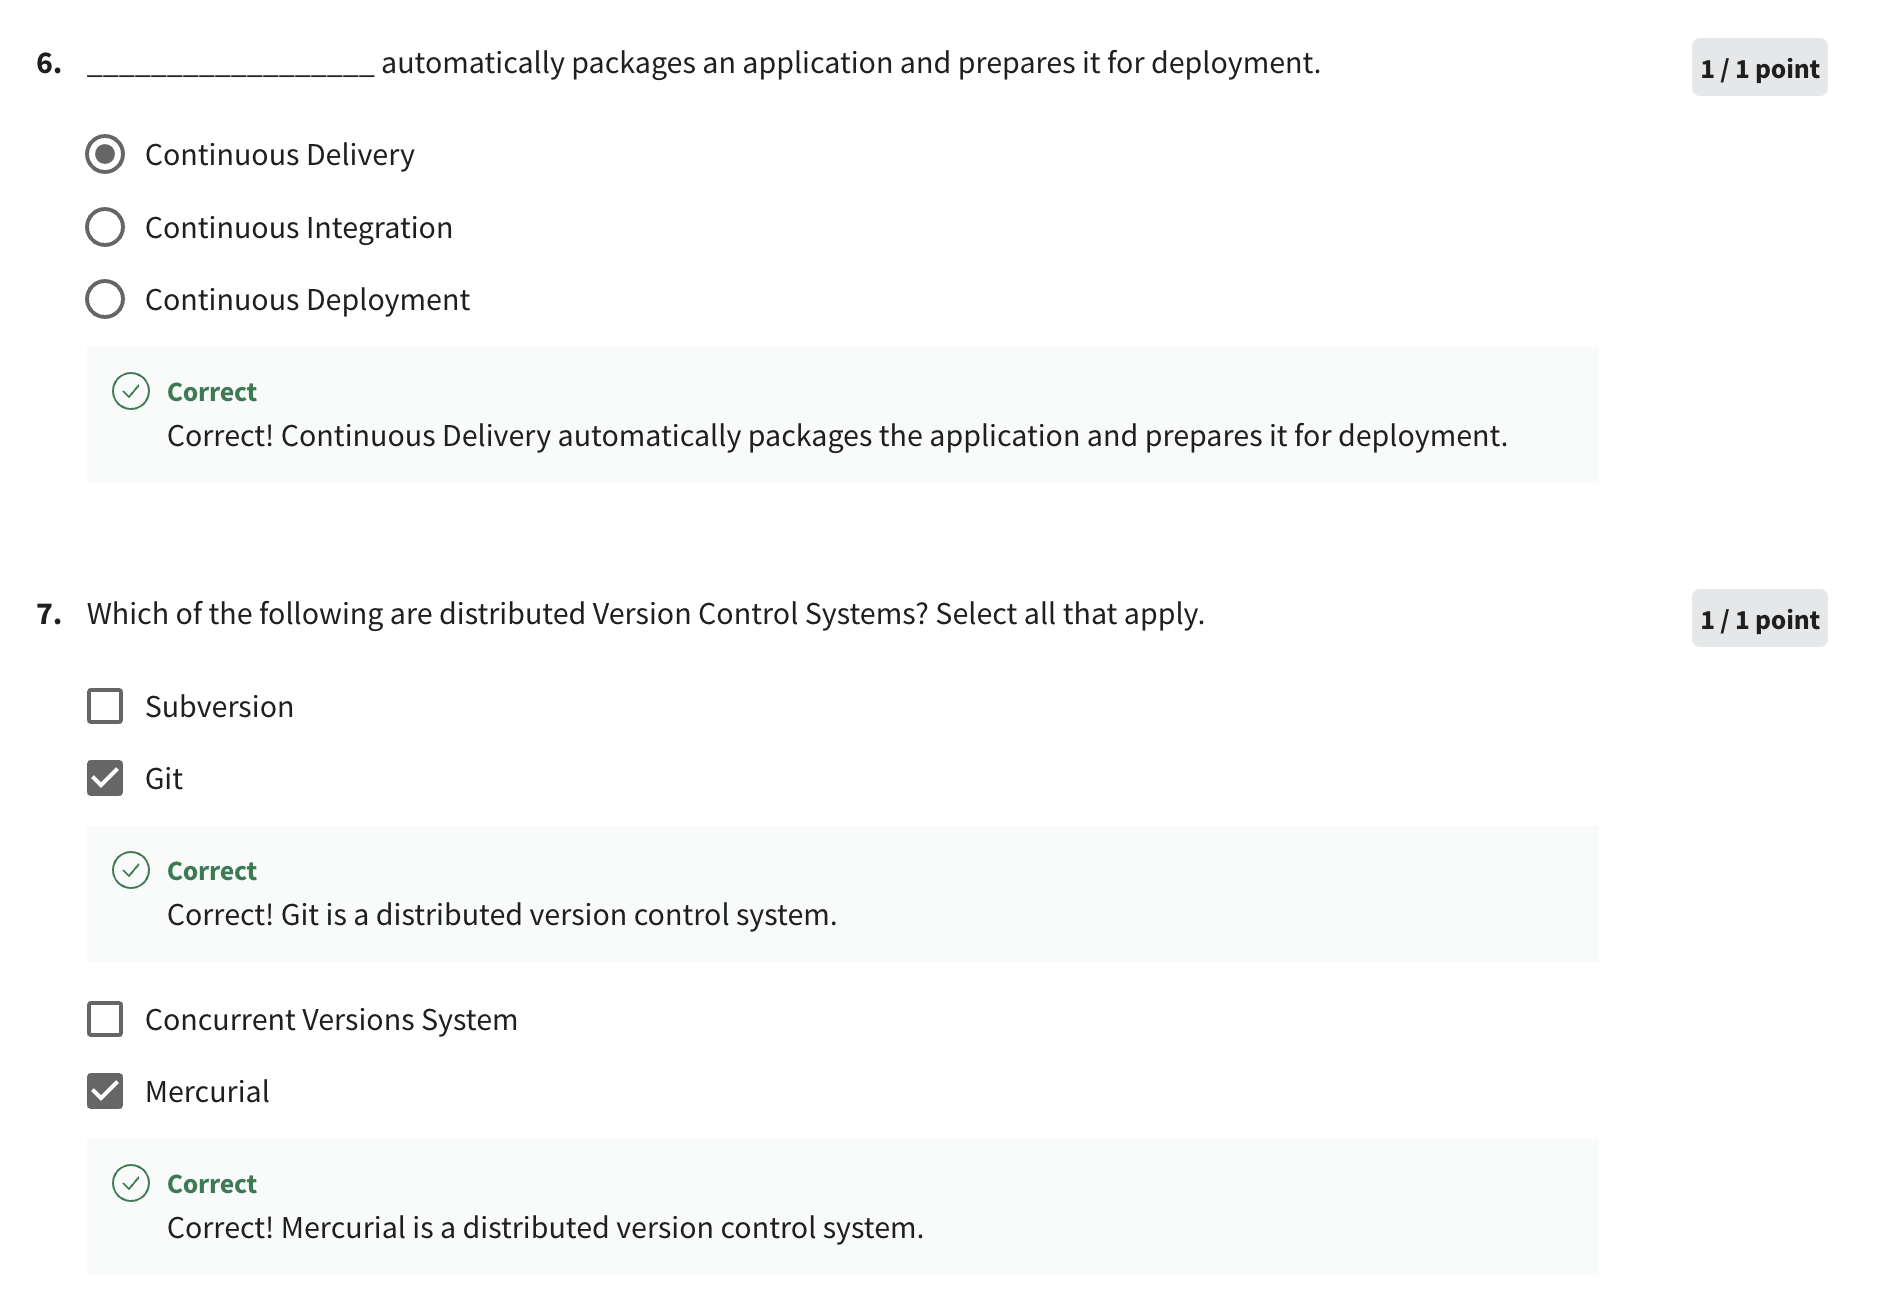 6. __________________ automatically packages an application and prepares it for deployment.
1 / 1 point
Continuous Delivery
Continuous Integration
Continuous Deployment
Correct
Correct! Continuous Delivery automatically packages the application and prepares it for deployment.
7. Which of the following are distributed Version Control Systems? Select all that apply.
1 / 1 point
Subversion
Git
Correct
Correct! Git is a distributed version control system.
Concurrent Versions System
Mercurial
Correct
Correct! Mercurial is a distributed version control system.